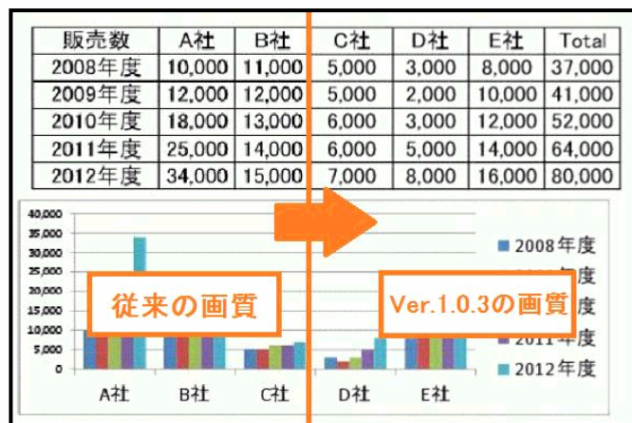 販売数 A社 B社 C社 D社 E社 Total
2008年度 10,000 11,000 5,000 3,000 8,000 37,000
2009年度 12,000 12,000 5,000 2,000 10,000 41,000
2010年度 18,000 13,000 6,000 3,000 12,000 52,000
2011年度 25,000 14,000 6,000 5,000 14,000 64,000
2012年度 34,000 15,000 7,000 8,000 16,000 80,000
40,000
35,000
30,000
25,000
20,000
15,000
10,000
5,000
0
従来の画質
Ver.1.0.3の画質
2008年度
2011年度
2012年度
A社 B社 C社 D社 E社